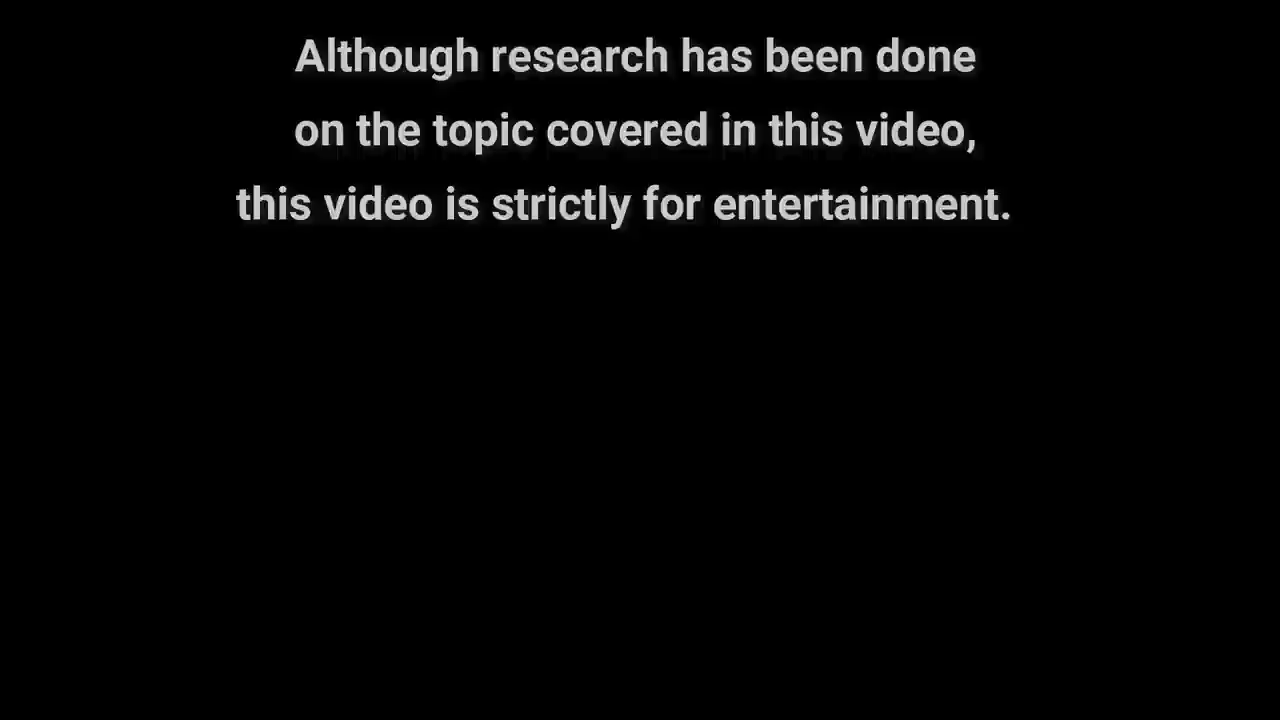 Although research has been done
on the topic covered in this video,
this video is strictly for entertainment.